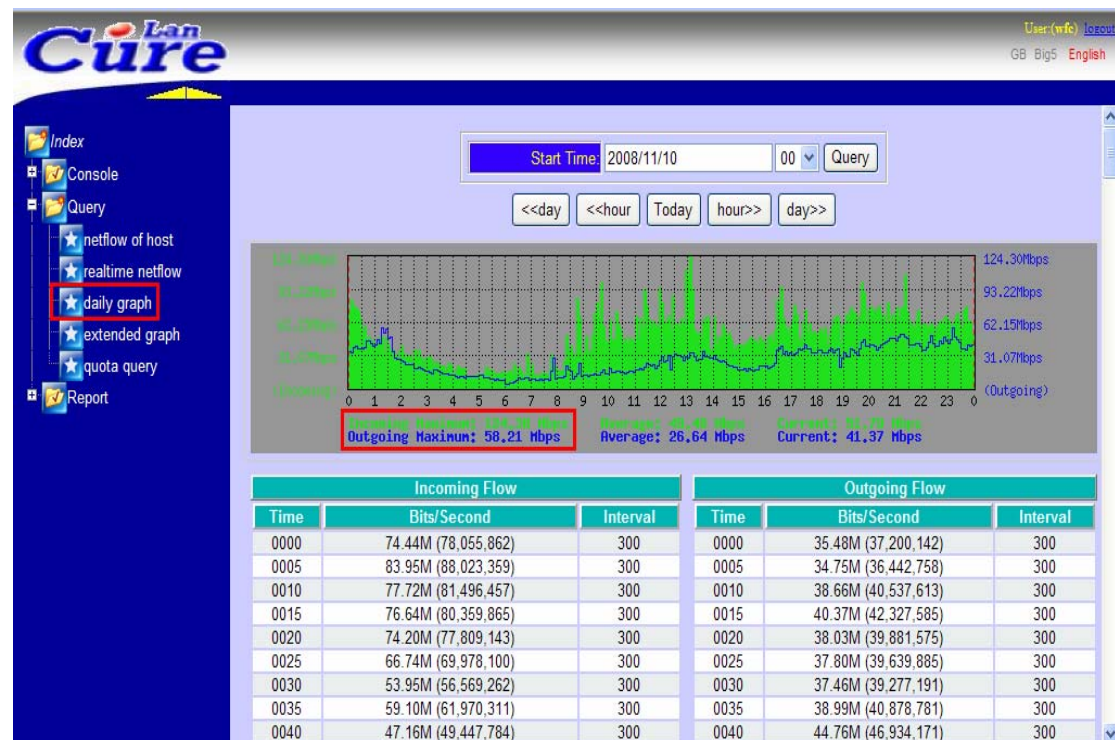 Lan
Cure
User:(wfc) logout
GB Big5 English
Index
Console
Query
netflow of host
realtime netflow
daily graph
extended graph
quota query
Report
Start Time: 2008/11/10 00 Query
<<day <<hour Today hour>> day>>
124.30Mbps
93.22Mbps
62.15Mbps
31.07Mbps
(Outgoing)
0 1 2 3 4 5 6 7 8 9 10 11 12 13 14 15 16 17 18 19 20 21 22 23 0
Incoming Maximum: 124.30 Mbps
Outgoing Maximum: 58.21 Mbps Average: 26.64 Mbps Current: 41.37 Mbps
Incoming Flow Outgoing Flow
Time Bits/Second Interval Time Bits/Second Interval
0000 74.44M (78,055,862) 300 0000 35.48M (37,200,142) 300
0005 83.95M (88,023,359) 300 0005 34.75M (36,442,758) 300
0010 77.72M (81,496,457) 300 0010 38.66M (40,537,613) 300
0015 76.64M (80,359,865) 300 0015 40.37M (42,327,585) 300
0020 74.20M (77,809,143) 300 0020 38.03M (39,881,575) 300
0025 66.74M (69,978,100) 300 0025 37.80M (39,639,885) 300
0030 53.95M (56,569,262) 300 0030 37.46M (39,277,191) 300
0035 59.10M (61,970,311) 300 0035 38.99M (40,878,781) 300
0040 47.16M (49,447,784) 300 0040 44.76M (46,934,171) 300